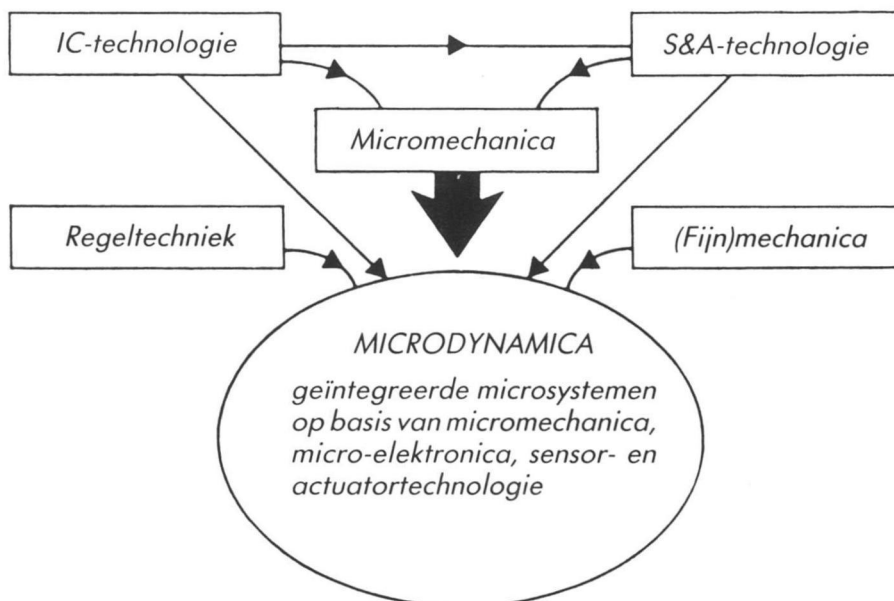 IC-technologie
S&A-technologie
Micromechanica
Regeltechniek
(Fijn)mechanica
MICRODYNAMICA
geïntegreerde microsystemen
op basis van micromechanica,
micro-elektronica, sensor- en
actuatortechnologie